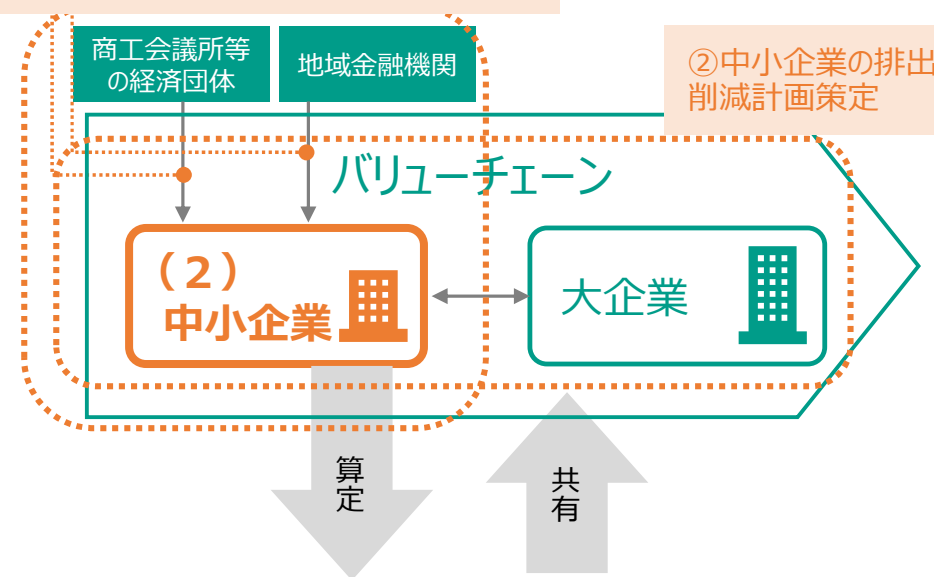 商工会議所等
の経済団体
地域金融機関
②中小企業の排出
削減計画策定
バリューチェーン
（２）
中小企業
大企業
算定
共有